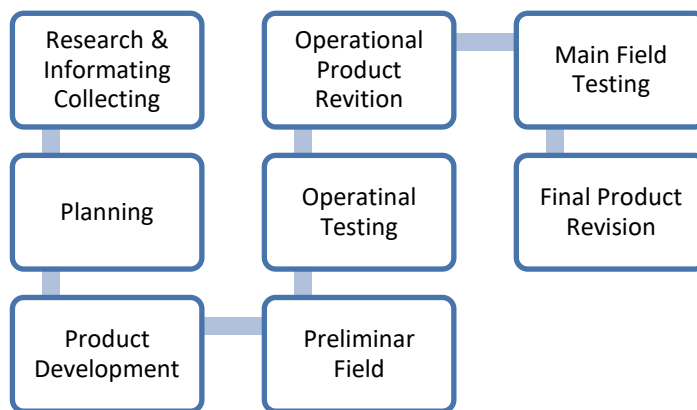 Research &
Informating
Collecting
Planning
Product
Development
Preliminar
Field
Operatinal
Testing
Operational
Product
Revition
Main Field
Testing
Final Product
Revision